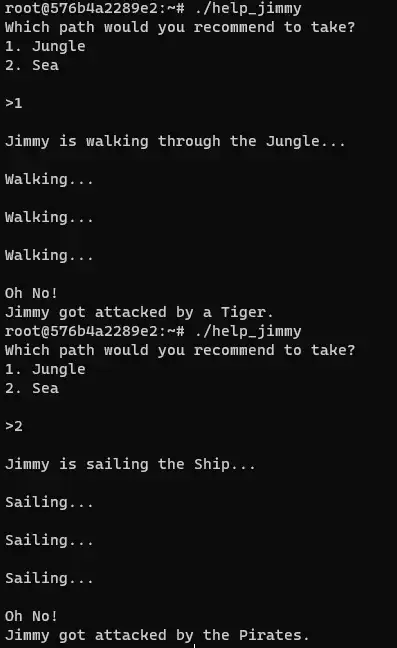 root@576b4a2289e2:~# ./help_jimmy
Which path would you recommend to take?
1. Jungle
2. Sea
>1
Jimmy is walking through the Jungle...
Walking...
Walking...
Walking...
Oh No!
Jimmy got attacked by a Tiger.
root@576b4a2289e2:~# ./help_jimmy
Which path would you recommend to take?
1. Jungle
2. Sea
>2
Jimmy is sailing the Ship...
Sailing...
Sailing...
Sailing...
Oh No!
Jimmy got attacked by the Pirates.